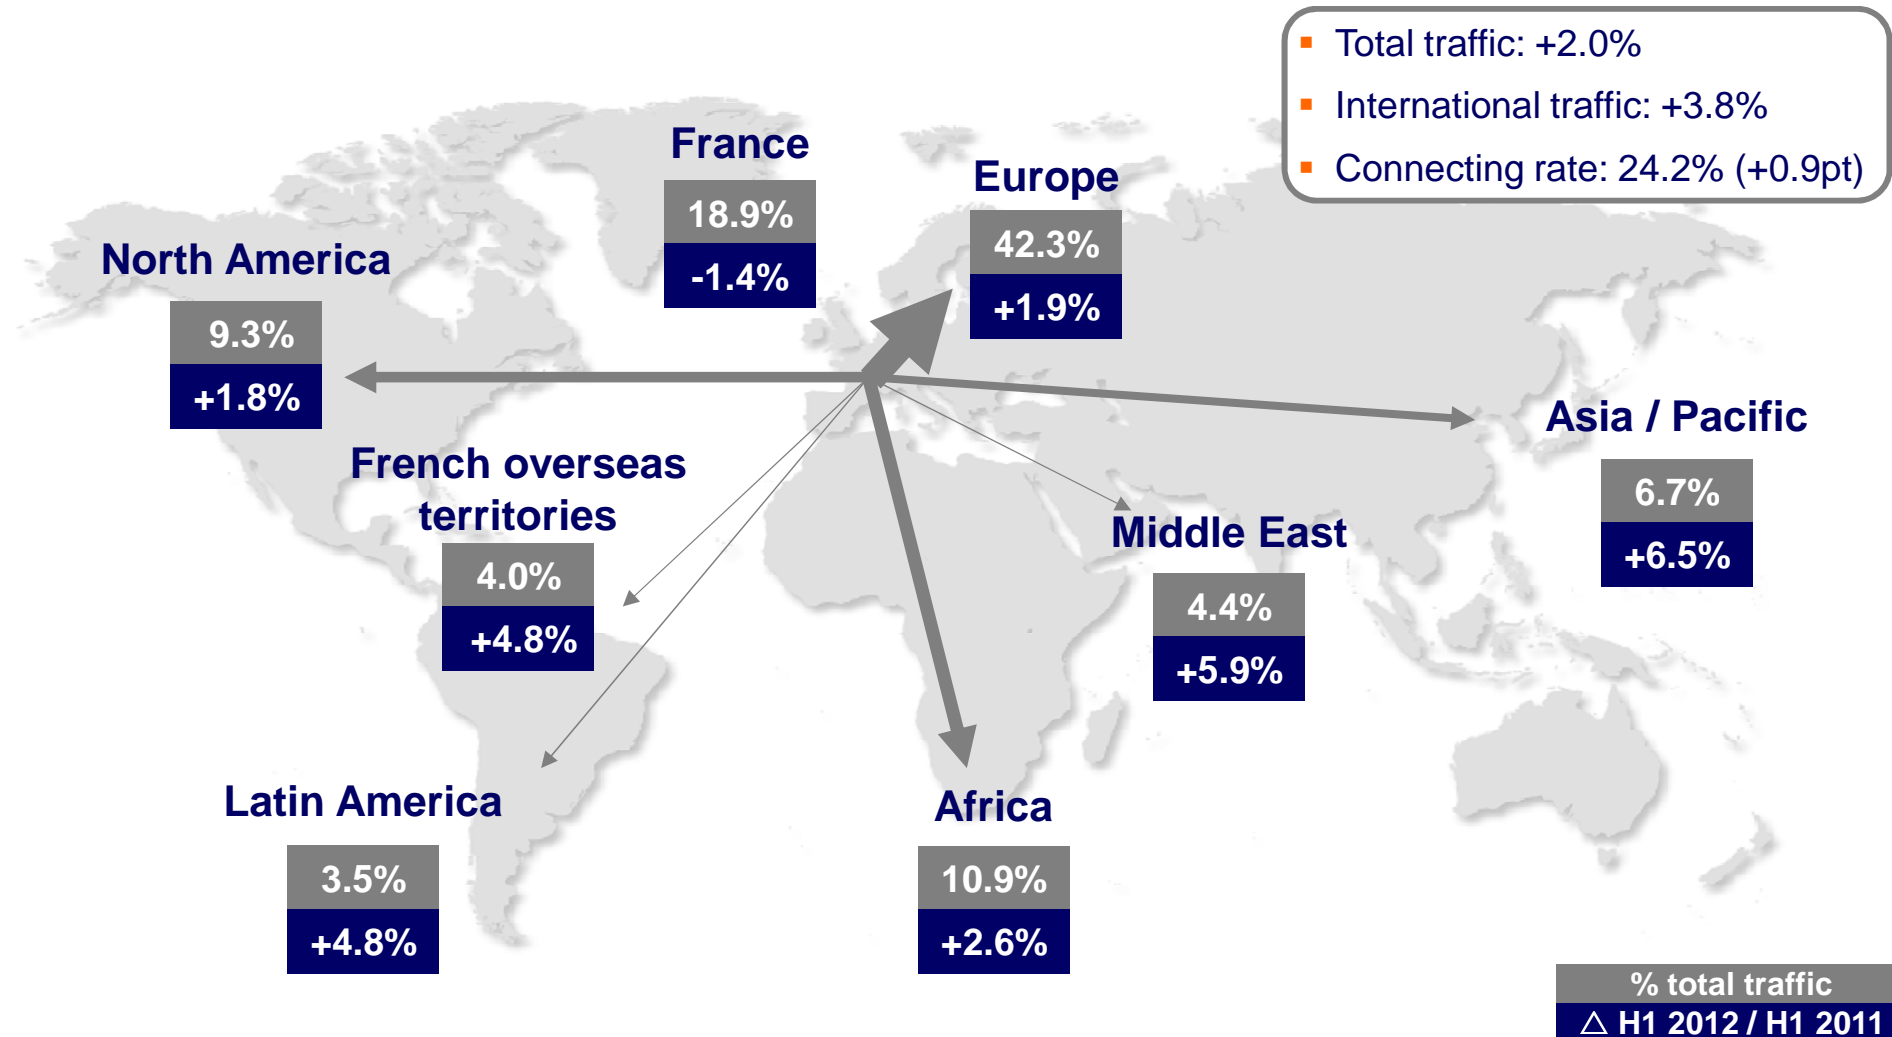 ▪ Total traffic: +2.0%
▪ International traffic: +3.8%
▪ Connecting rate: 24.2% (+0.9pt)
France
18.9%
-1.4%
Europe
42.3%
+1.9%
North America
9.3%
+1.8%
Asia / Pacific
6.7%
+6.5%
French overseas
territories
4.0%
+4.8%
Middle East
4.4%
+5.9%
Latin America
3.5%
+4.8%
Africa
10.9%
+2.6%
% total traffic
△ H1 2012 / H1 2011